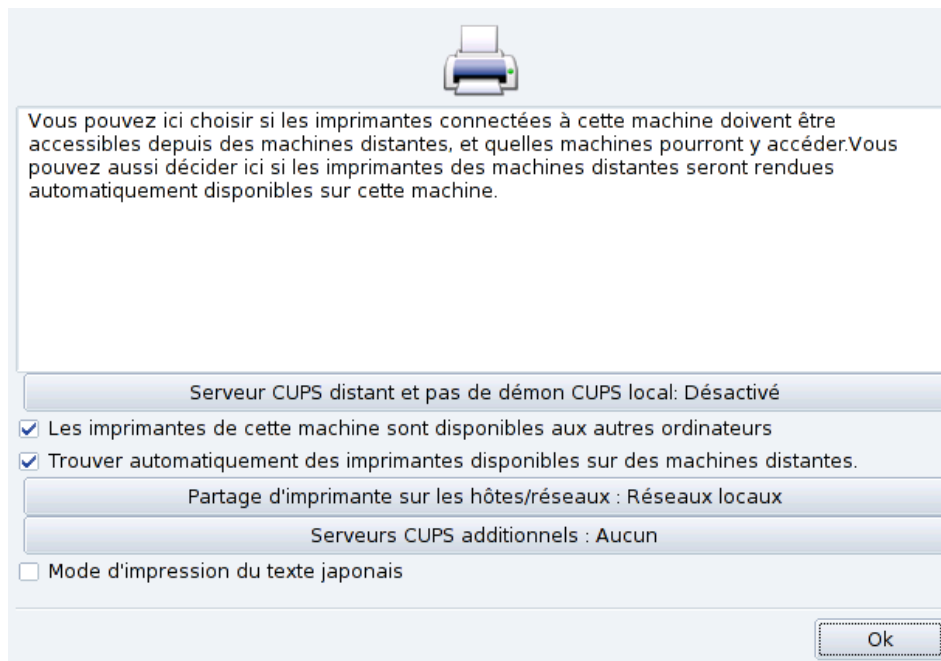 Vous pouvez ici choisir si les imprimantes connectées à cette machine doivent être
accessibles depuis des machines distantes, et quelles machines pourront y accéder.Vous
pouvez aussi décider ici si les imprimantes des machines distantes seront rendues
automatiquement disponibles sur cette machine.
Serveur CUPS distant et pas de démon CUPS local: Désactivé
Les imprimantes de cette machine sont disponibles aux autres ordinateurs
Trouver automatiquement des imprimantes disponibles sur des machines distantes.
Partage d'imprimante sur les hôtes/réseaux : Réseaux locaux
Serveurs CUPS additionnels : Aucun
Mode d'impression du texte japonais
Ok